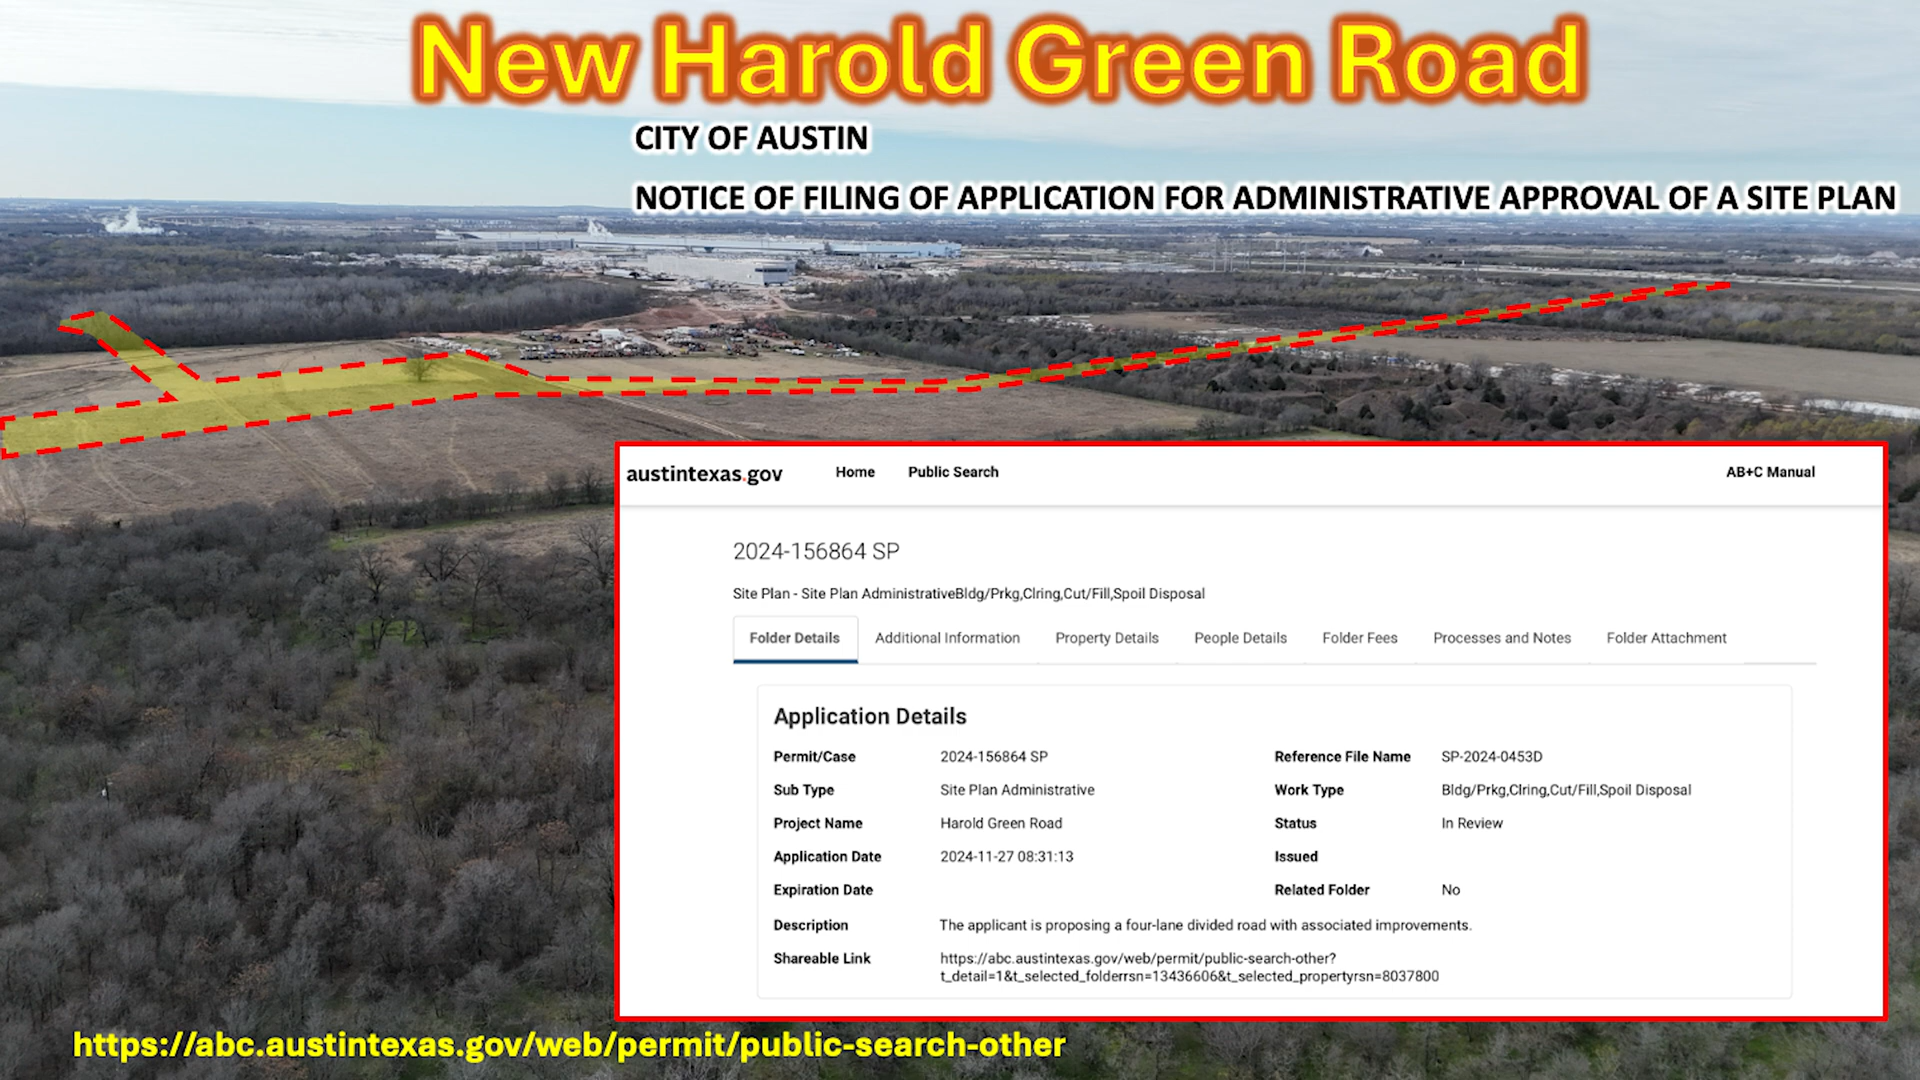 New Harold Green Road
CITY OF AUSTIN
NOTICE OF FILING OF APPLICATION FOR ADMINISTRATIVE APPROVAL OF A SITE PLAN
austintexas.gov Home Public Search AB+C Manual
2024-156864 SP
Site Plan - Site Plan AdministrativeBldg/Prkg,Clring,Cut/Fill,Spoil Disposal
Folder Details Additional Information Property Details People Details Folder Fees Processes and Notes Folder Attachment
Application Details
Permit/Case 2024-156864 SP Reference File Name SP-2024-0453D
Sub Type Site Plan Administrative Work Type Bldg/Prkg,Clring,Cut/Fill,Spoil Disposal
Project Name Harold Green Road Status In Review
Application Date 2024-11-27 08:31:13 Issued
Expiration Date Related Folder No
Description The applicant is proposing a four-lane divided road with associated improvements.
Shareable Link https://abc.austintexas.gov/web/permit/public-search-other?
t_detail=1&t_selected_folderrsn=13436606&t_selected_propertyrsn=8037800
https://abc.austintexas.gov/web/permit/public-search-other